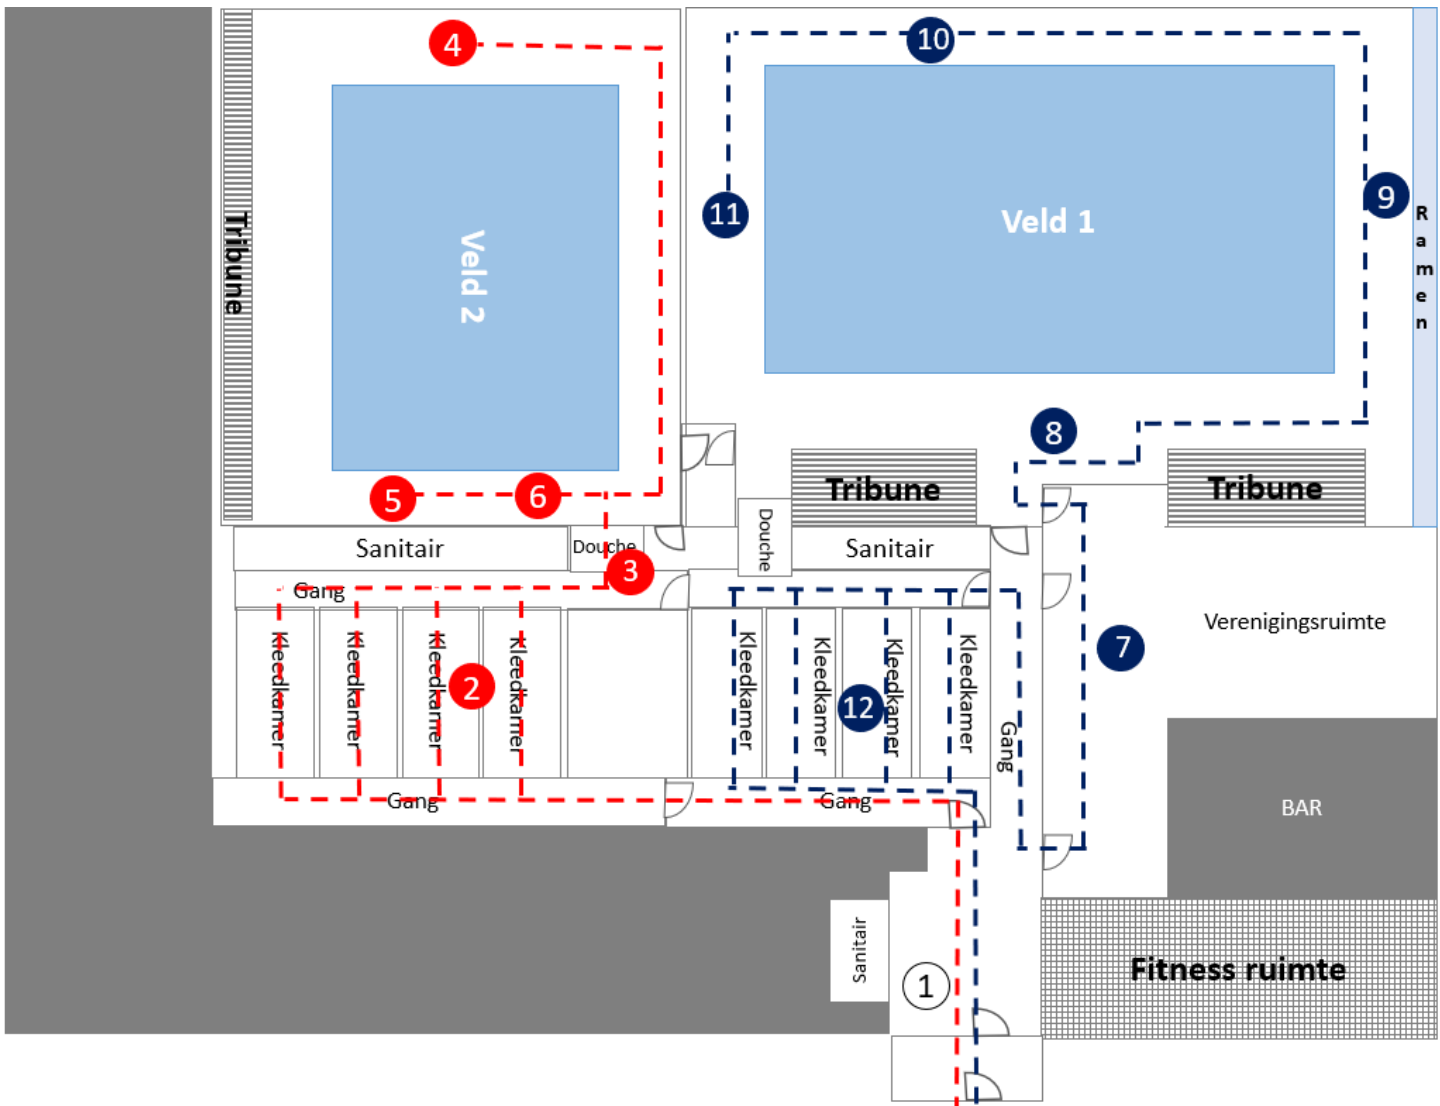 4
10
9
Ramen
11
Veld 1
Tribune
Veld 2
8
5
6
Tribune
Tribune
Douche
Sanitair
Douche
Sanitair
3
Gang
Verenigingsruimte
7
Kleedkamer
Kleedkamer
Kleedkamer
Kleedkamer
2
Kleedkamer
Kleedkamer
Kleedkamer
Kleedkamer
12
Gang
Gang
Gang
BAR
Sanitair
1
Fitness ruimte